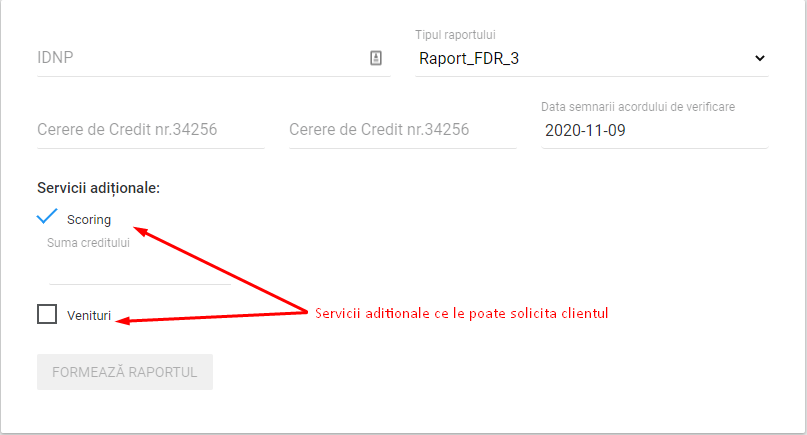 Tipul raportului
IDNP
Raport_FDR_3
Data semnarii acordului de verificare
Cerere de Credit nr.34256
Cerere de Credit nr.34256
2020-11-09
Servicii adiționale:
Scoring
Suma creditului
Venituri
Servicii aditionale ce le poate solicita clientul
FORMEAZĂ RAPORTUL